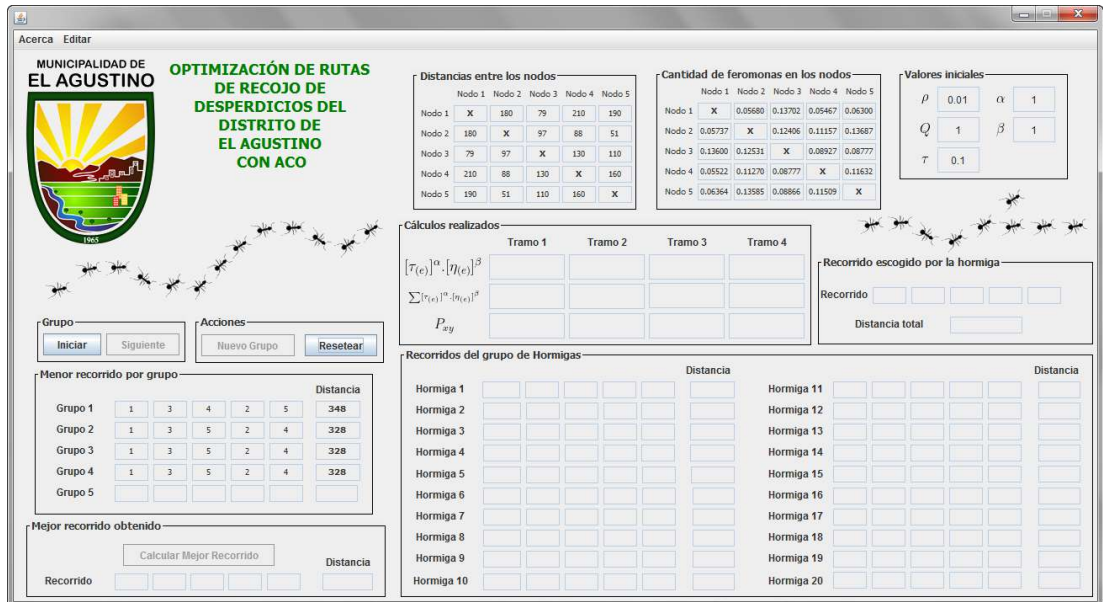 Acerca Editar
MUNICIPALIDAD DE
EL AGUSTINO
1965
OPTIMIZACIÓN DE RUTAS
DE RECOJO DE
DESPERDICIOS DEL
DISTRITO DE
EL AGUSTINO
CON ACO
Distancias entre los nodos
Nodo 1 Nodo 2 Nodo 3 Nodo 4 Nodo 5
Nodo 1 X 180 79 210 190
Nodo 2 180 X 97 88 51
Nodo 3 79 97 X 130 110
Nodo 4 210 88 130 X 160
Nodo 5 190 51 110 160 X
Cantidad de feromonas en los nodos
Nodo 1 Nodo 2 Nodo 3 Nodo 4 Nodo 5
Nodo 1 X 0.05680 0.13702 0.05467 0.06300
Nodo 2 0.05737 X 0.12406 0.11157 0.13687
Nodo 3 0.13600 0.12531 X 0.08927 0.08777
Nodo 4 0.05522 0.11270 0.08777 X 0.11632
Nodo 5 0.06364 0.13585 0.08866 0.11509 X
Valores iniciales
ρ 0.01 α 1
Q 1 β 1
τ 0.1
Cálculos realizados
Tramo 1 Tramo 2 Tramo 3 Tramo 4
[τ(e)]^α.[η(e)]^β
∑[τ(e)]^α.[η(e)]^β
P_xy
Recorrido escogido por la hormiga
Recorrido
Distancia total
Grupo
Iniciar Siguiente
Acciones
Nuevo Grupo Resetear
Menor recorrido por grupo
Distancia
Grupo 1 1 3 4 2 5 348
Grupo 2 1 3 5 2 4 328
Grupo 3 1 3 5 2 4 328
Grupo 4 1 3 5 2 4 328
Grupo 5
Mejor recorrido obtenido
Calcular Mejor Recorrido
Distancia
Recorrido
Recorridos del grupo de Hormigas
Distancia Distancia
Hormiga 1 Hormiga 11
Hormiga 2 Hormiga 12
Hormiga 3 Hormiga 13
Hormiga 4 Hormiga 14
Hormiga 5 Hormiga 15
Hormiga 6 Hormiga 16
Hormiga 7 Hormiga 17
Hormiga 8 Hormiga 18
Hormiga 9 Hormiga 19
Hormiga 10 Hormiga 20